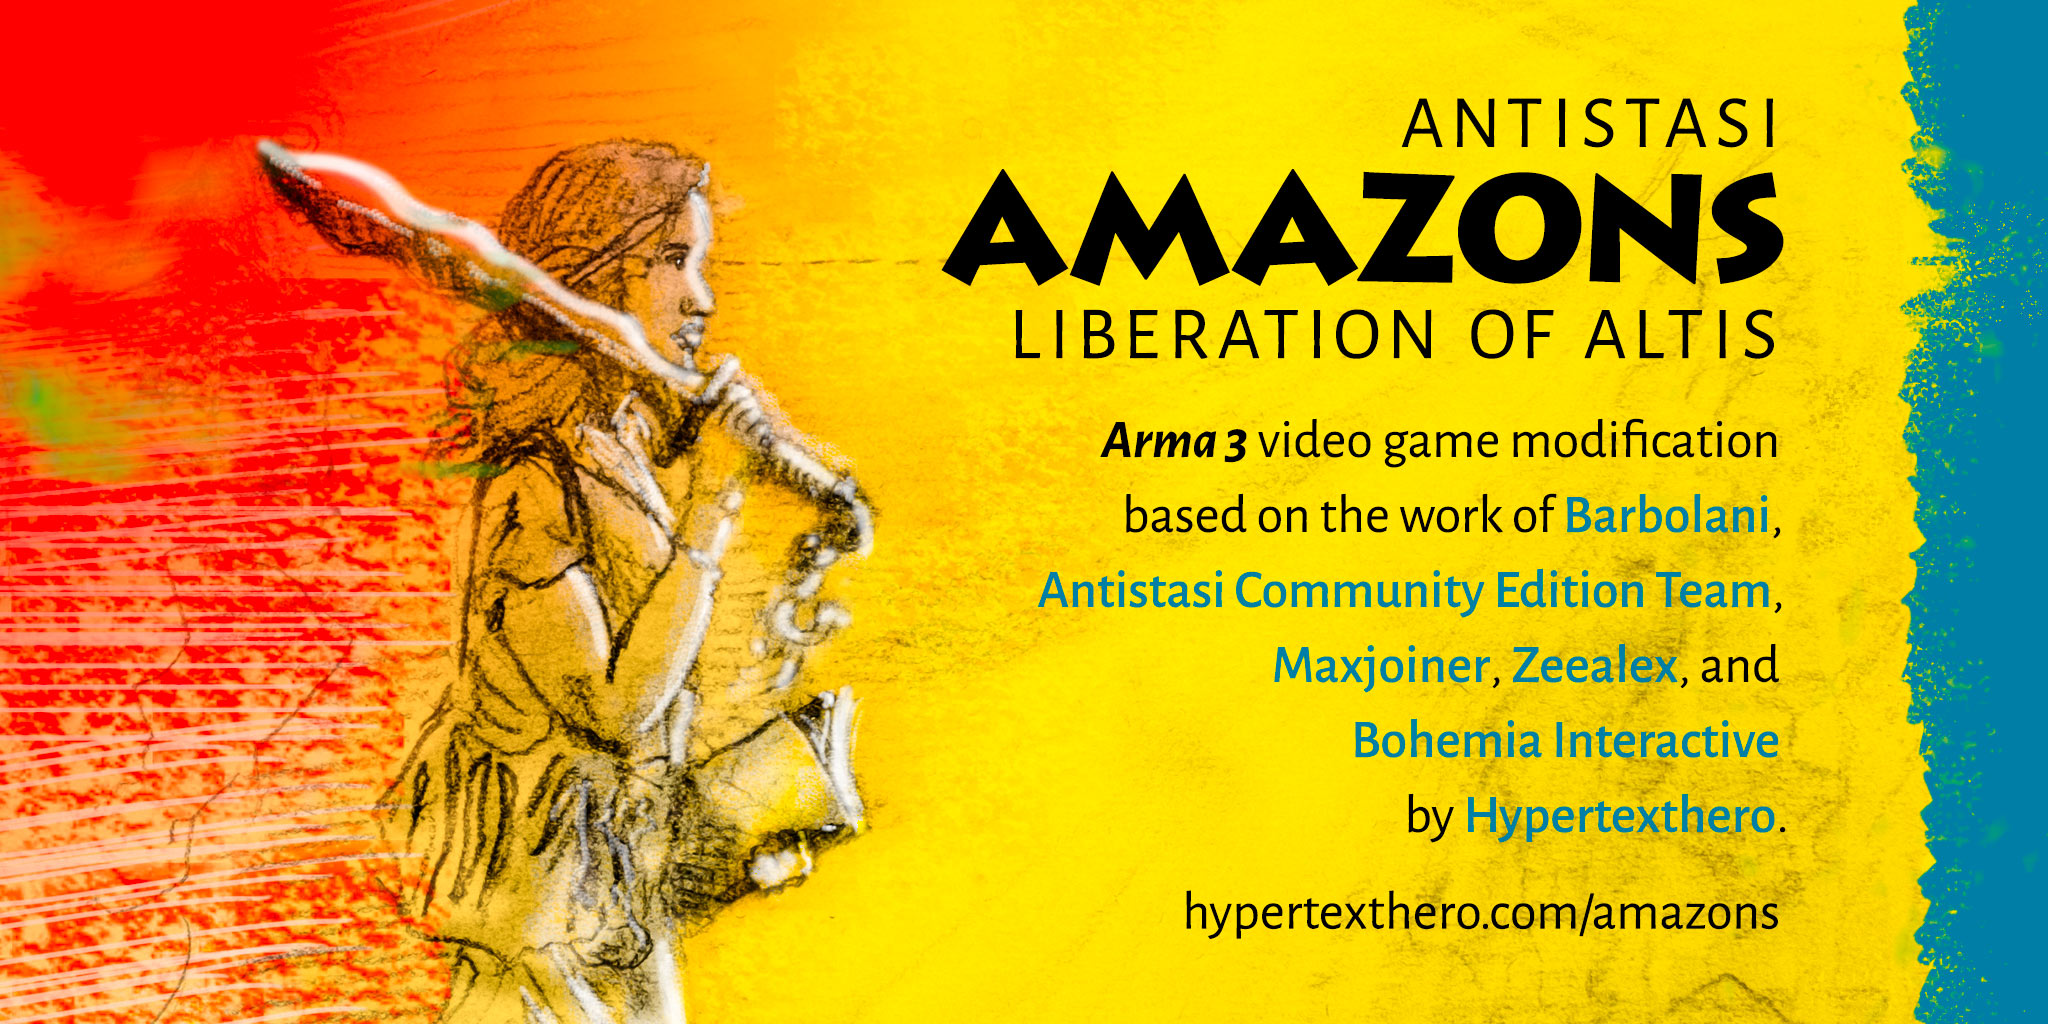 ANTISTASI
AMAZONS
LIBERATION OF ALTIS
Arma 3 video game modification
based on the work of Barbolani,
Antistasi Community Edition Team,
Maxjoiner, Zeealex, and
Bohemia Interactive
by Hypertexthero.
hypertexthero.com/amazons